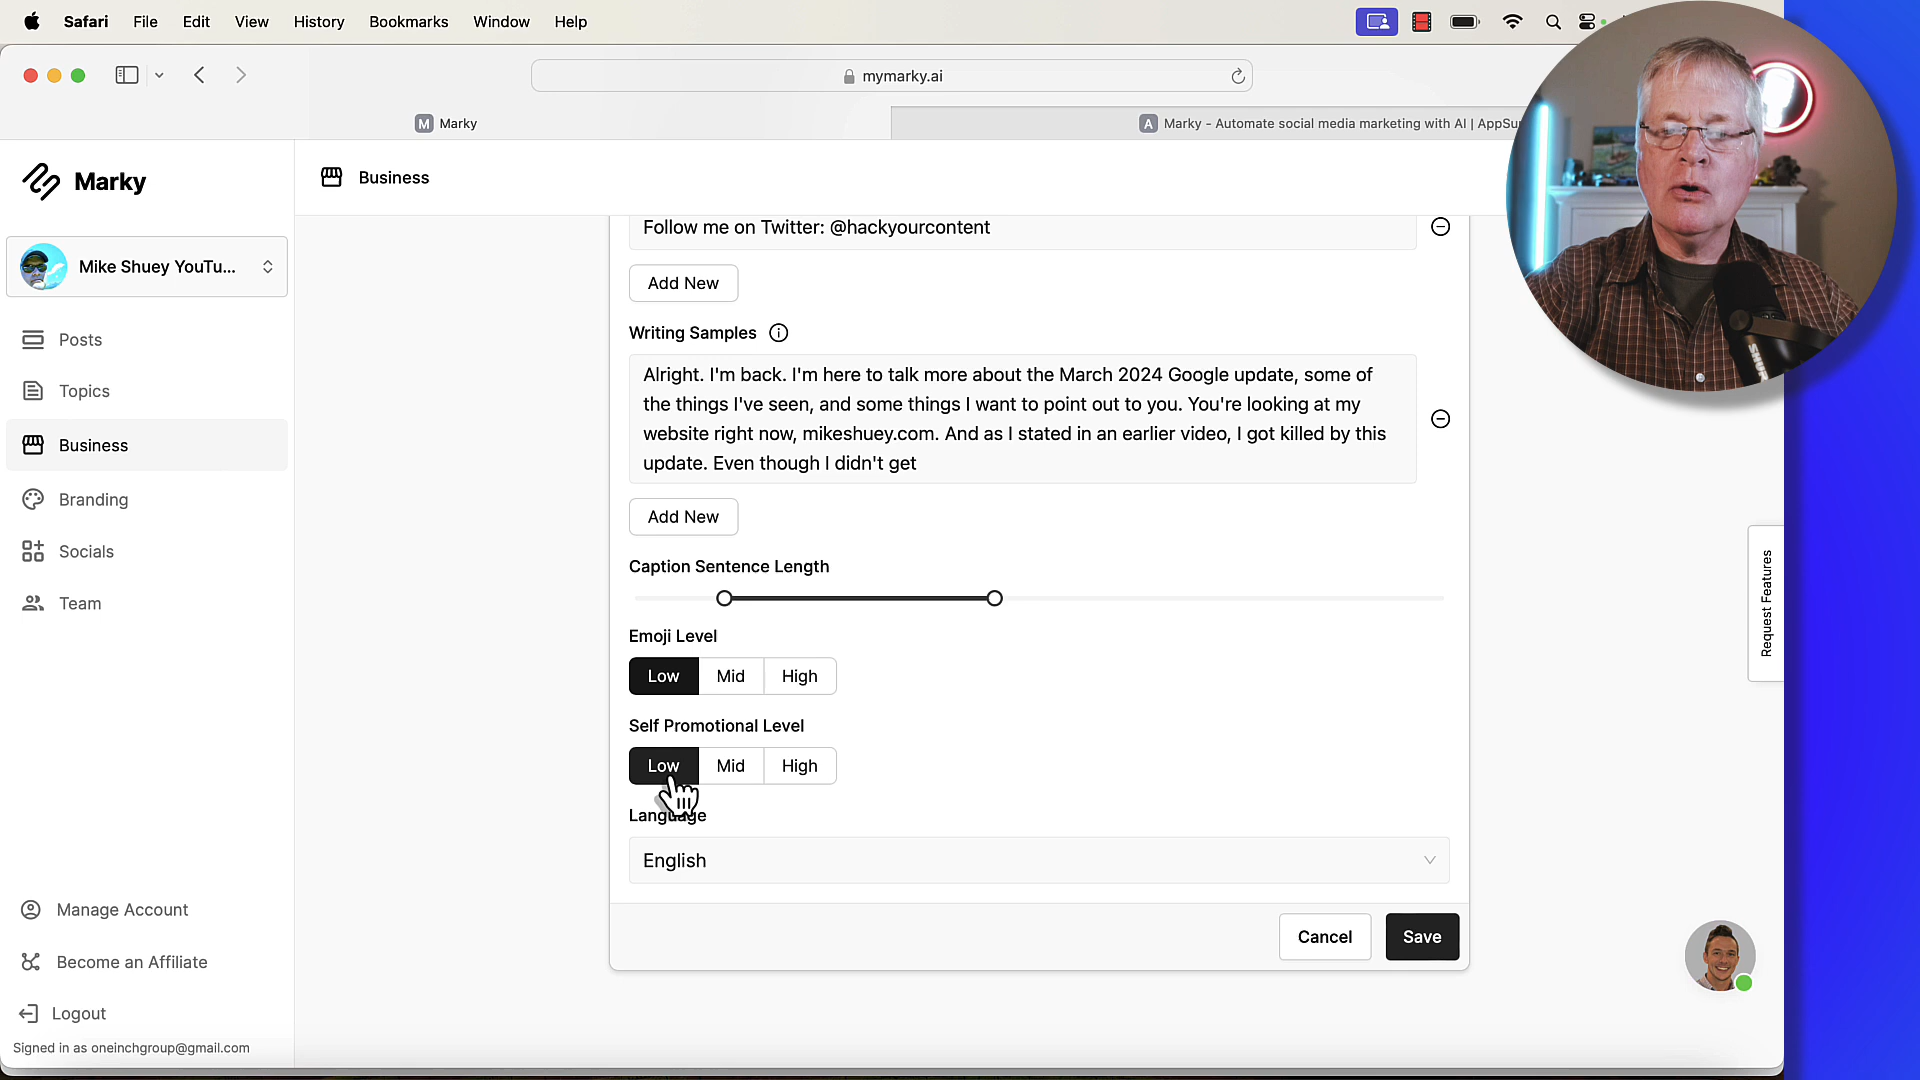 Safari File Edit View History Bookmarks Window Help
mymarky.ai
M Marky
A Marky - Automate social media marketing with AI | AppSu
Marky
Business
Mike Shuey YouTu...
Posts
Topics
Business
Branding
Socials
Team
Manage Account
Become an Affiliate
Logout
Signed in as oneinchgroup@gmail.com
Follow me on Twitter: @hackyourcontent
Add New
Writing Samples
Alright. I'm back. I'm here to talk more about the March 2024 Google update, some of
the things I've seen, and some things I want to point out to you. You're looking at my
website right now, mikeshuey.com. And as I stated in an earlier video, I got killed by this
update. Even though I didn't get
Add New
Caption Sentence Length
Emoji Level
Low Mid High
Self Promotional Level
Low Mid High
Language
English
Cancel Save
Request Features
SHURE